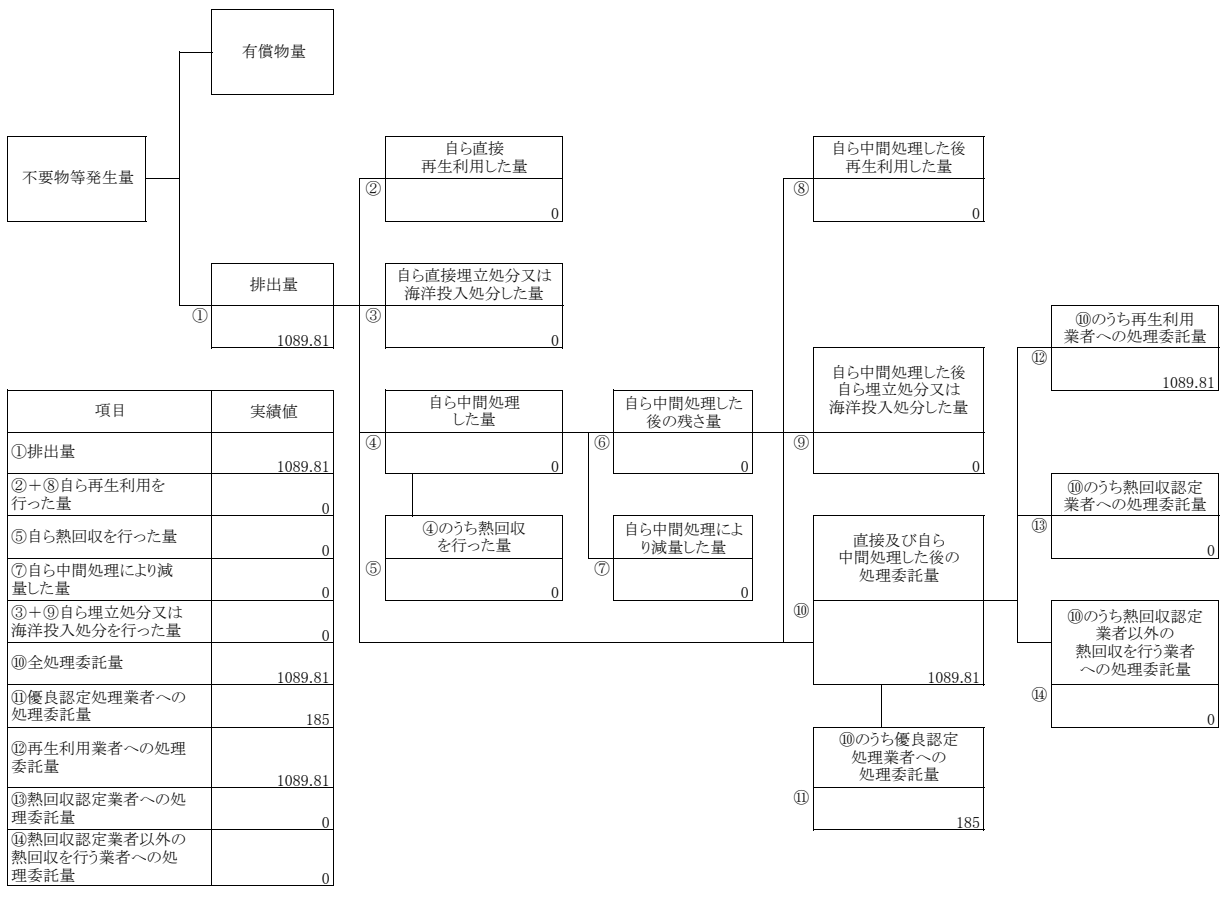 有償物量
不要物等発生量
排出量
①
1089.81
自ら直接
再生利用した量
②
0
自ら直接埋立処分又は
海洋投入処分した量
③
0
自ら中間処理
した量
④
0
④のうち熱回収
を行った量
⑤
0
自ら中間処理した
後の残さ量
⑥
0
自ら中間処理によ
り減量した量
⑦
0
自ら中間処理した後
再生利用した量
⑧
0
自ら中間処理した後
自ら埋立処分又は
海洋投入処分した量
⑨
0
直接及び自ら
中間処理した後の
処理委託量
⑩
1089.81
⑩のうち優良認定
処理業者への
処理委託量
⑪
185
⑩のうち再生利用
業者への処理委託量
⑫
1089.81
⑩のうち熱回収認定
業者への処理委託量
⑬
0
⑩のうち熱回収認定
業者以外の
熱回収を行う業者
への処理委託量
⑭
0
項目 実績値
①排出量
1089.81
②＋⑧自ら再生利用を
行った量
0
⑤自ら熱回収を行った量
0
⑦自ら中間処理により減
量した量
0
③＋⑨自ら埋立処分又は
海洋投入処分を行った量
0
⑩全処理委託量
1089.81
⑪優良認定処理業者への
処理委託量
185
⑫再生利用業者への処理
委託量
1089.81
⑬熱回収認定業者への処
理委託量
0
⑭熱回収認定業者以外の
熱回収を行う業者への処
理委託量
0